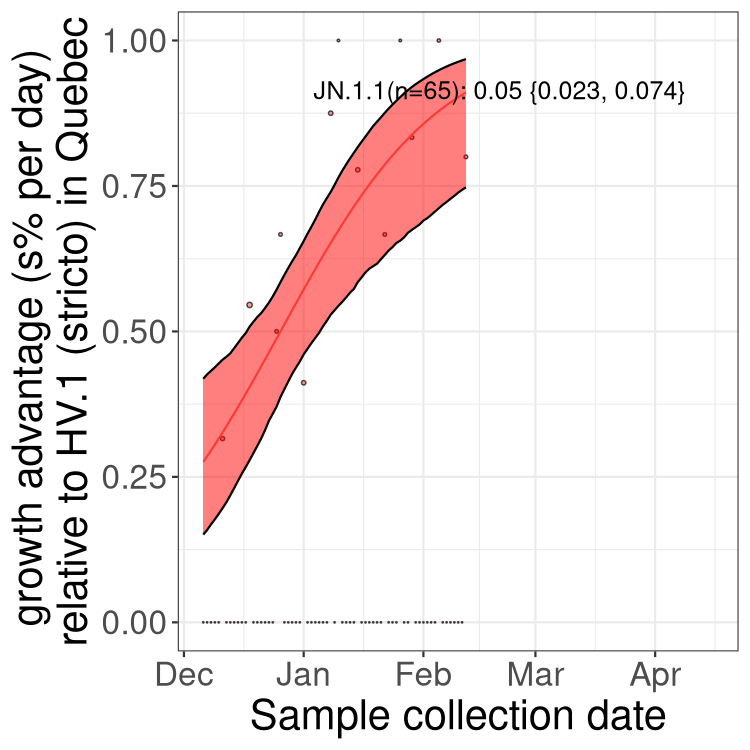 growth advantage (s% per day)
relative to HV.1 (stricto) in Quebec
1.00
0.75
0.50
0.25
0.00
JN.1.1(n=65): 0.05 {0.023, 0.074}
Dec Jan Feb Mar Apr
Sample collection date